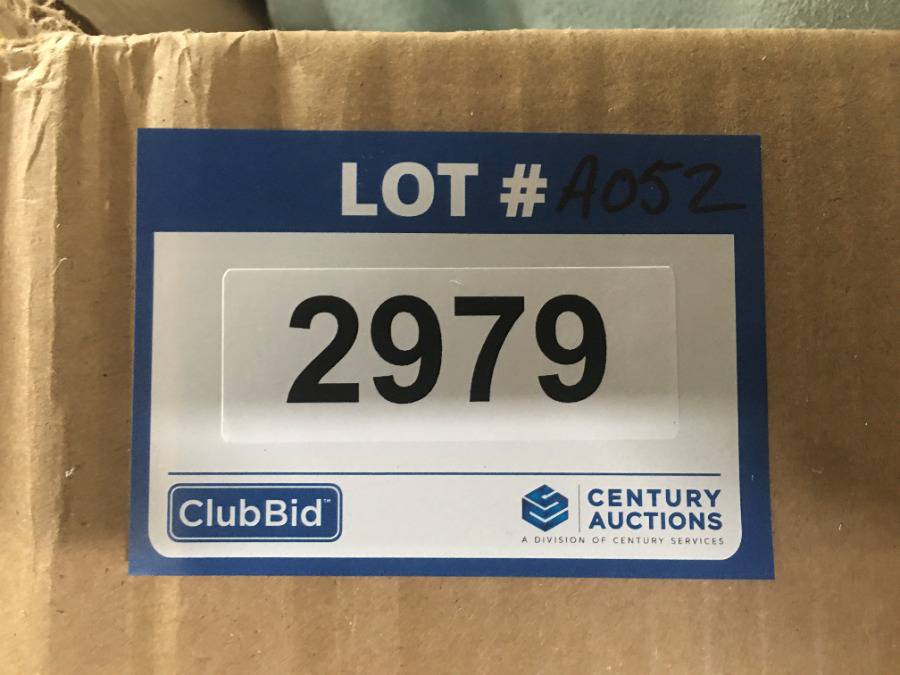 LOT # A052
2979
ClubBid™
CENTURY
AUCTIONS
A DIVISION OF CENTURY SERVICES